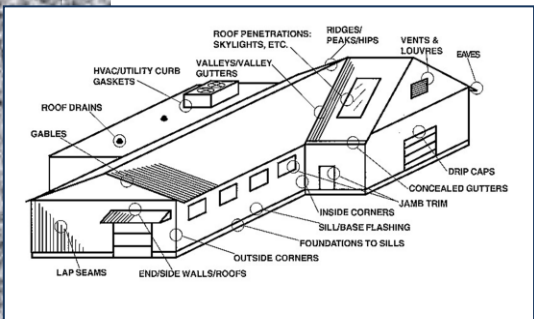 ROOF PENETRATIONS:
SKYLIGHTS, ETC.
RIDGES/
PEAKS/HIPS
VENTS &
LOUVRES
EAVES
VALLEYS/VALLEY
GUTTERS
HVAC/UTILITY CURB
GASKETS
ROOF DRAINS
GABLES
DRIP CAPS
CONCEALED GUTTERS
JAMB TRIM
INSIDE CORNERS
SILL/BASE FLASHING
FOUNDATIONS TO SILLS
OUTSIDE CORNERS
LAP SEAMS
END/SIDE WALLS/ROOFS